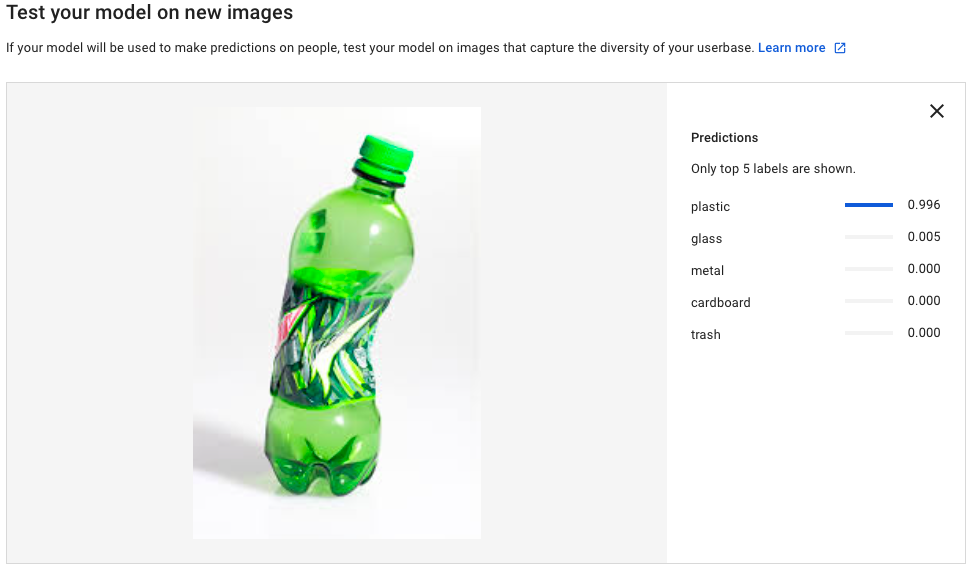 Test your model on new images
If your model will be used to make predictions on people, test your model on images that capture the diversity of your userbase. Learn more
Predictions
Only top 5 labels are shown.
plastic 0.996
glass 0.005
metal 0.000
cardboard 0.000
trash 0.000